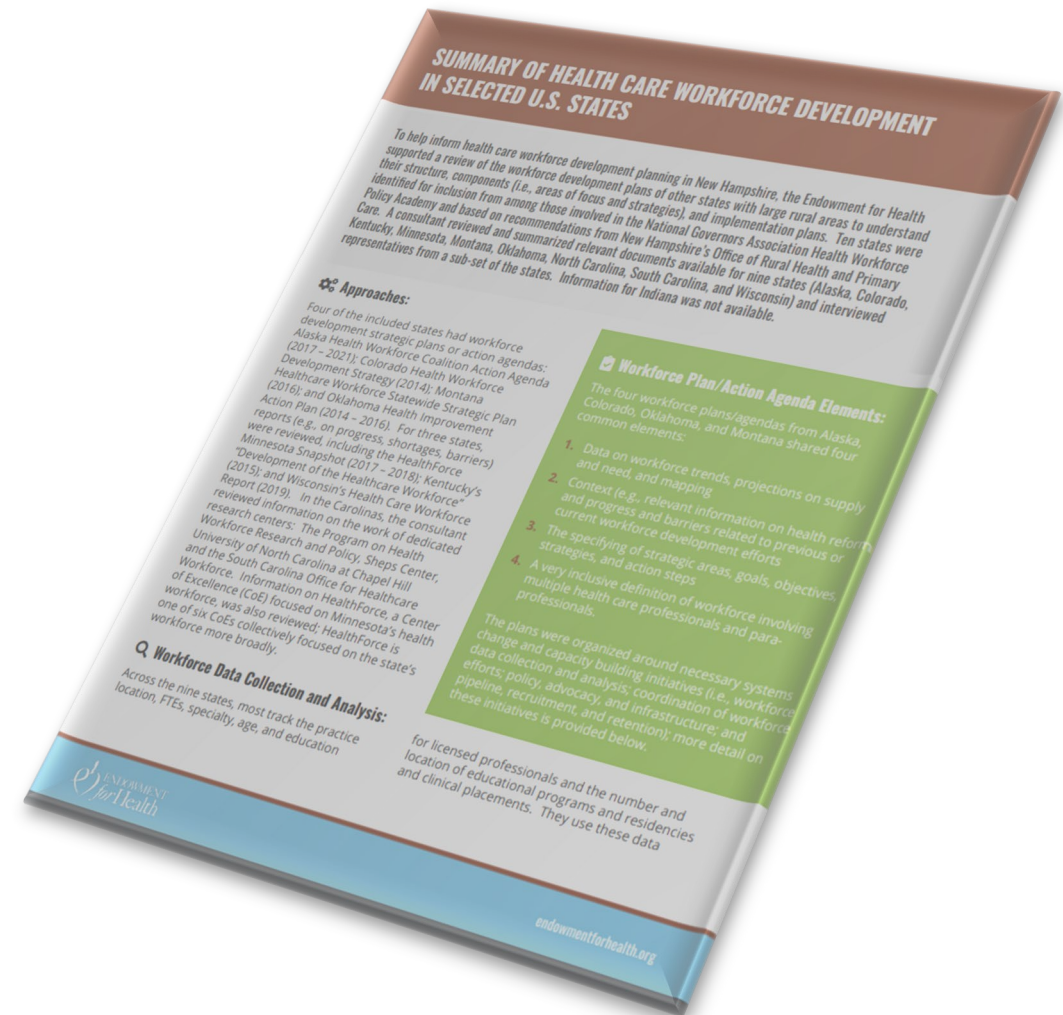 SUMMARY OF HEALTH CARE WORKFORCE DEVELOPMENT
IN SELECTED U.S. STATES
To help inform health care workforce development planning in New Hampshire, the Endowment for Health
supported a review of the workforce development plans of other states with large rural areas to understand
their structure, components (i.e., areas of focus and strategies), and implementation plans. Ten states were
identified for inclusion from among those involved in the National Governors Association Health Workforce
Policy Academy and based on recommendations from New Hampshire's Office of Rural Health and Primary
Care. A consultant reviewed and summarized relevant documents available for nine states (Alaska, Colorado,
Kentucky, Minnesota, Montana, Oklahoma, North Carolina, South Carolina, and Wisconsin) and interviewed
representatives from a sub-set of the states. Information for Indiana was not available.
Approaches:
Four of the included states had workforce
development strategic plans or action agendas:
Alaska Health Workforce Coalition Action Agenda
(2017 – 2021); Colorado Health Workforce
Development Strategy (2014); Montana
Healthcare Workforce Statewide Strategic Plan
(2016); and Oklahoma Health Improvement
Action Plan (2014 – 2016). For three states,
reports (e.g., on progress, shortages, barriers)
were reviewed, including the HealthForce
Minnesota Snapshot (2017 – 2018); Kentucky's
"Development of the Healthcare Workforce"
(2015); and Wisconsin's Health Care Workforce
Report (2019). In the Carolinas, the consultant
reviewed information on the work of dedicated
research centers: The Program on Health
Workforce Research and Policy, Sheps Center,
University of North Carolina at Chapel Hill
and the South Carolina Office for Healthcare
Workforce. Information on HealthForce, a Center
of Excellence (CoE) focused on Minnesota's health
workforce, was also reviewed; HealthForce is
one of six CoEs collectively focused on the state's
workforce more broadly.
Workforce Data Collection and Analysis:
Across the nine states, most track the practice
location, FTEs, specialty, age, and education
Workforce Plan/Action Agenda Elements:
The four workforce plans/agendas from Alaska,
Colorado, Oklahoma, and Montana shared four
common elements:
1. Data on workforce trends, projections on supply
and need, and mapping
2. Context (e.g., relevant information on health reform
and progress and barriers related to previous or
current workforce development efforts
3. The specifying of strategic areas, goals, objectives,
strategies, and action steps
4. A very inclusive definition of workforce involving
multiple health care professionals and para-
professionals.
The plans were organized around necessary systems
change and capacity building initiatives (i.e., workforce
data collection and analysis; coordination of workforce
efforts; policy, advocacy, and infrastructure; and
pipeline, recruitment, and retention); more detail on
these initiatives is provided below.
for licensed professionals and the number and
location of educational programs and residencies
and clinical placements. They use these data
ENDOWMENT
for Health
endowmentforhealth.org